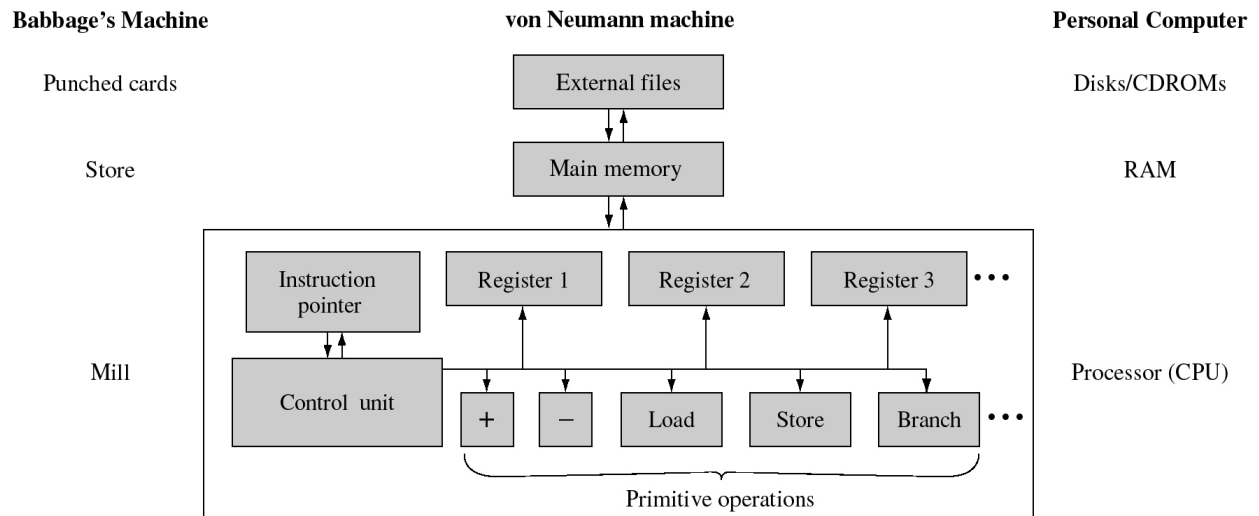 Babbage's Machine von Neumann machine Personal Computer
Punched cards External files Disks/CDROMs
Store Main memory RAM
Instruction
pointer
Register 1 Register 2 Register 3 •••
Mill Control unit Processor (CPU)
+ − Load Store Branch •••
Primitive operations